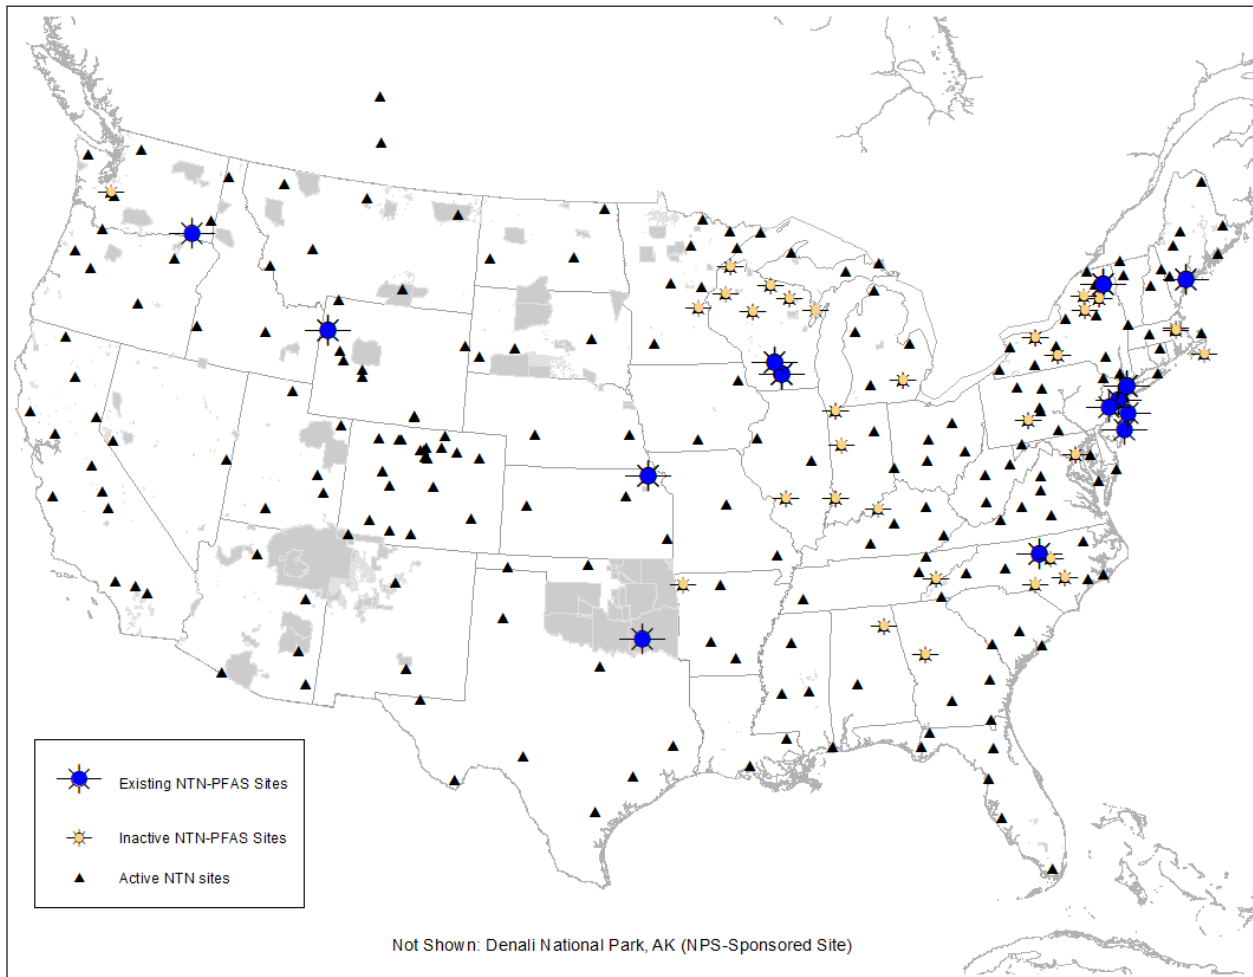 Existing NTN-PFAS Sites
Inactive NTN-PFAS Sites
Active NTN sites
Not Shown: Denali National Park, AK (NPS-Sponsored Site)